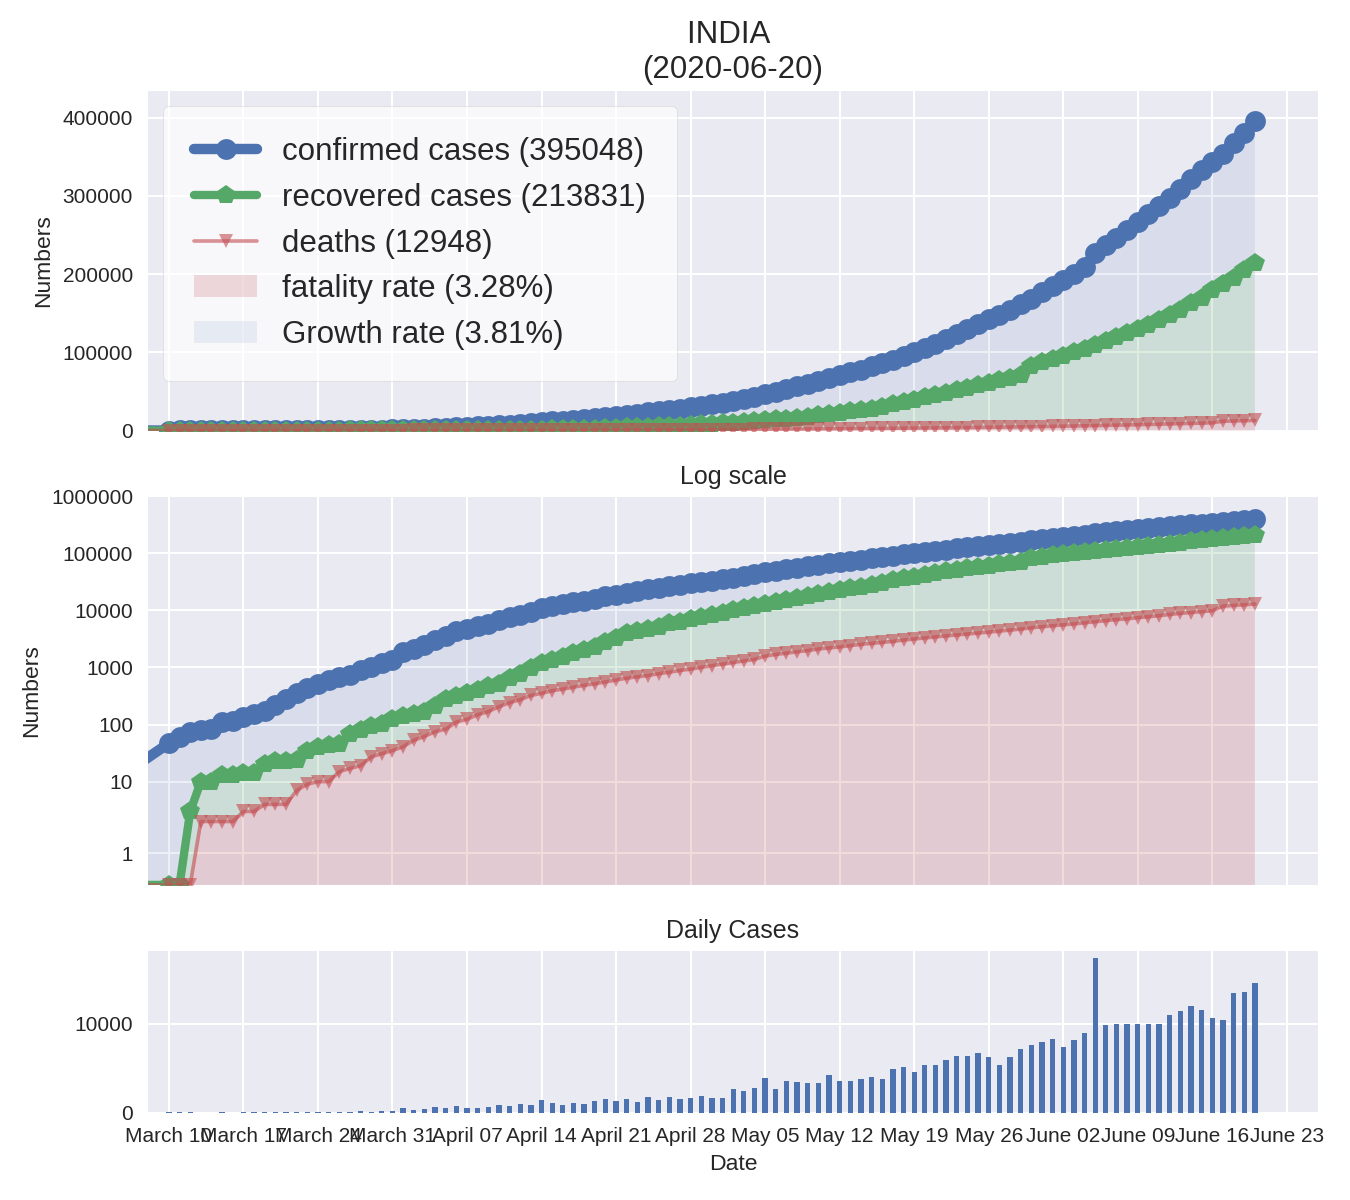 INDIA
(2020-06-20)
400000
300000
200000
100000
0
Numbers
confirmed cases (395048)
recovered cases (213831)
deaths (12948)
fatality rate (3.28%)
Growth rate (3.81%)
Log scale
1000000
100000
10000
1000
100
10
1
Numbers
Daily Cases
10000
0
March 10 March 17 March 24 March 31 April 07 April 14 April 21 April 28 May 05 May 12 May 19 May 26 June 02 June 09 June 16 June 23
Date